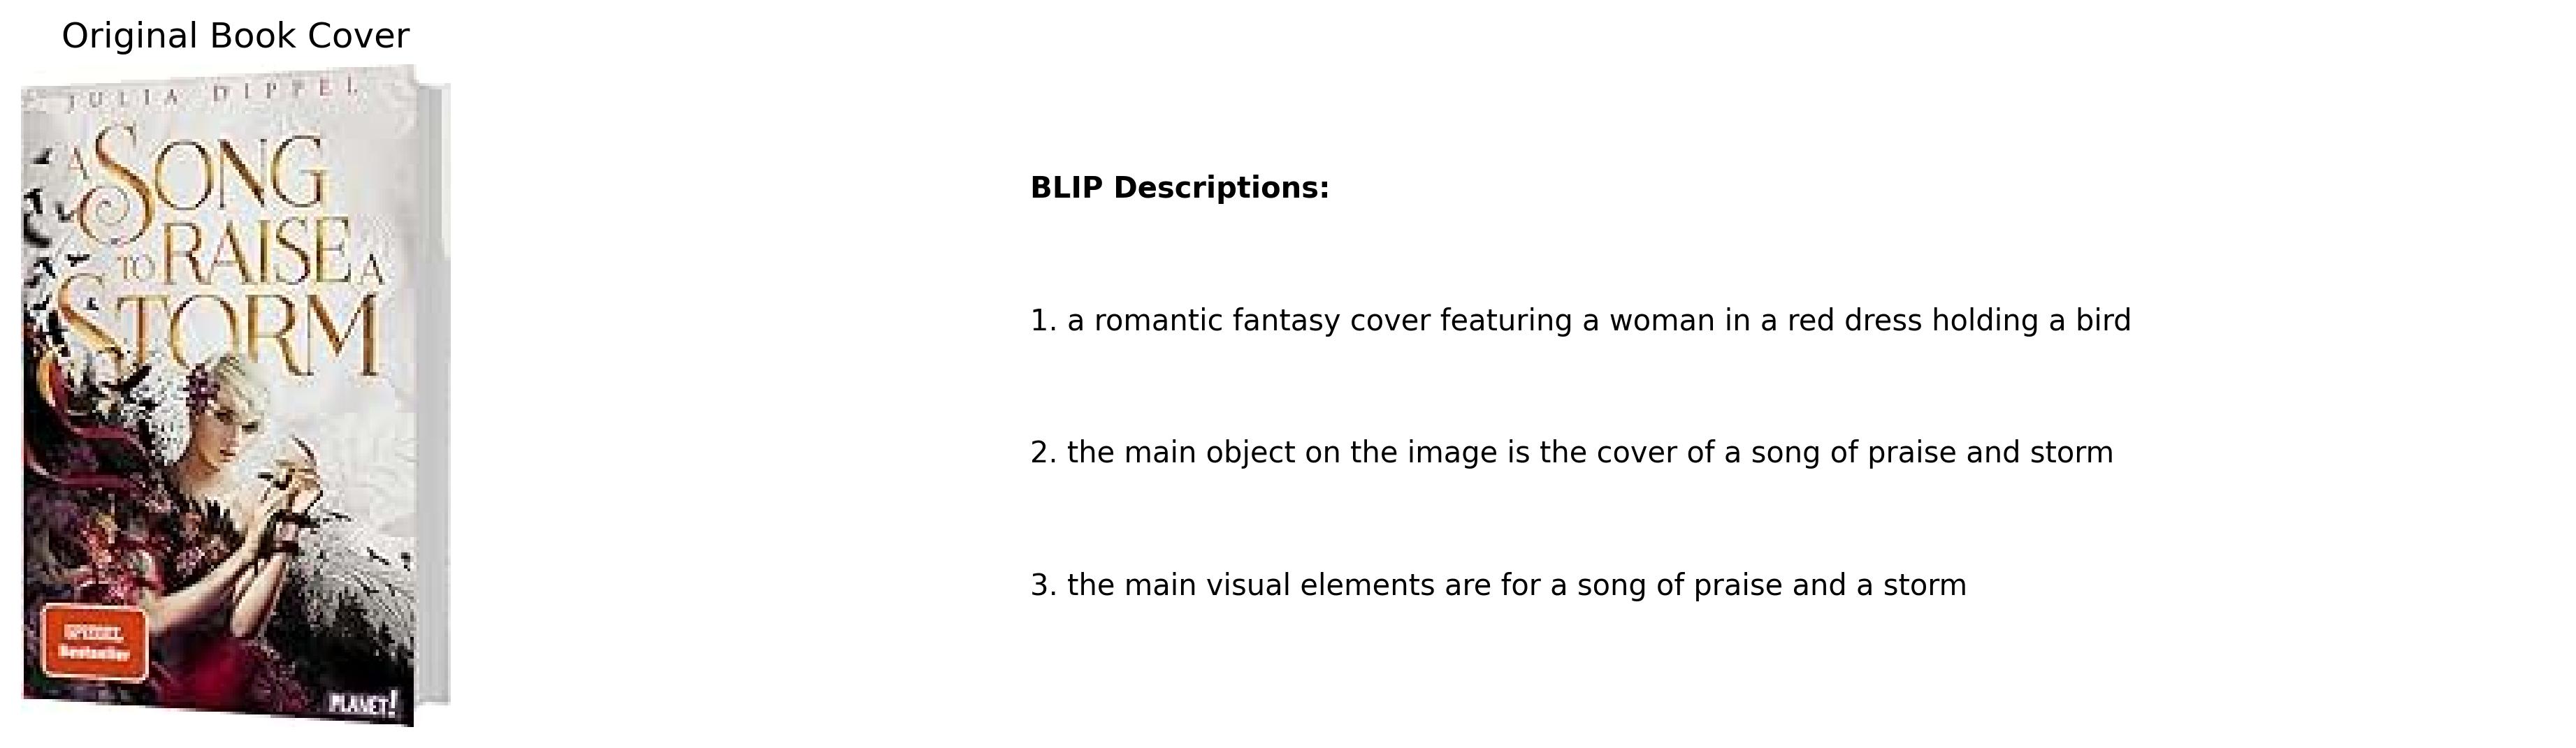 Original Book Cover
JULIA DIPPEL
A SONG
TO RAISE A
STORM
SPIEGEL
Bestseller
PLANET!
BLIP Descriptions:
1. a romantic fantasy cover featuring a woman in a red dress holding a bird
2. the main object on the image is the cover of a song of praise and storm
3. the main visual elements are for a song of praise and a storm